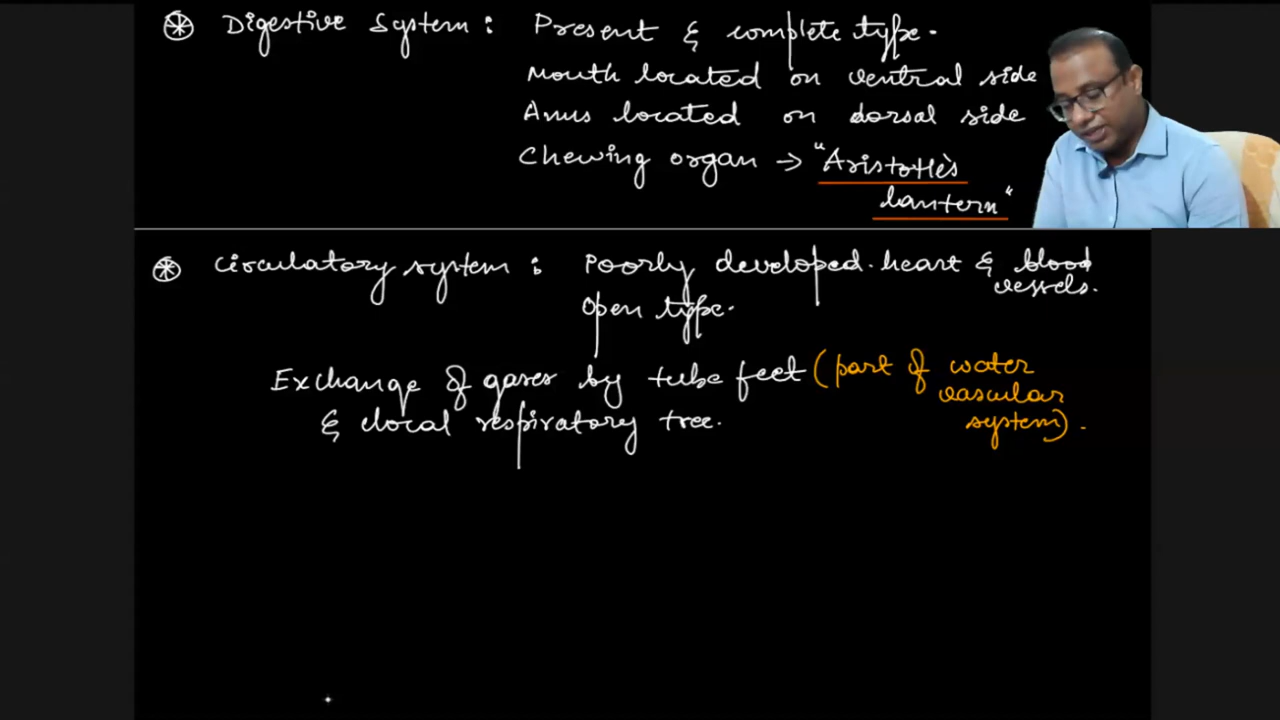 Digestive System : Present & complete type.
Mouth located on ventral side
Anus located on dorsal side
Chewing organ → "Aristotle's
lantern"
Circulatory system : Poorly developed. heart & blood
vessels.
Open type.
Exchange of gases by tube feet (part of water
vascular
& clocal respiratory tree. system).